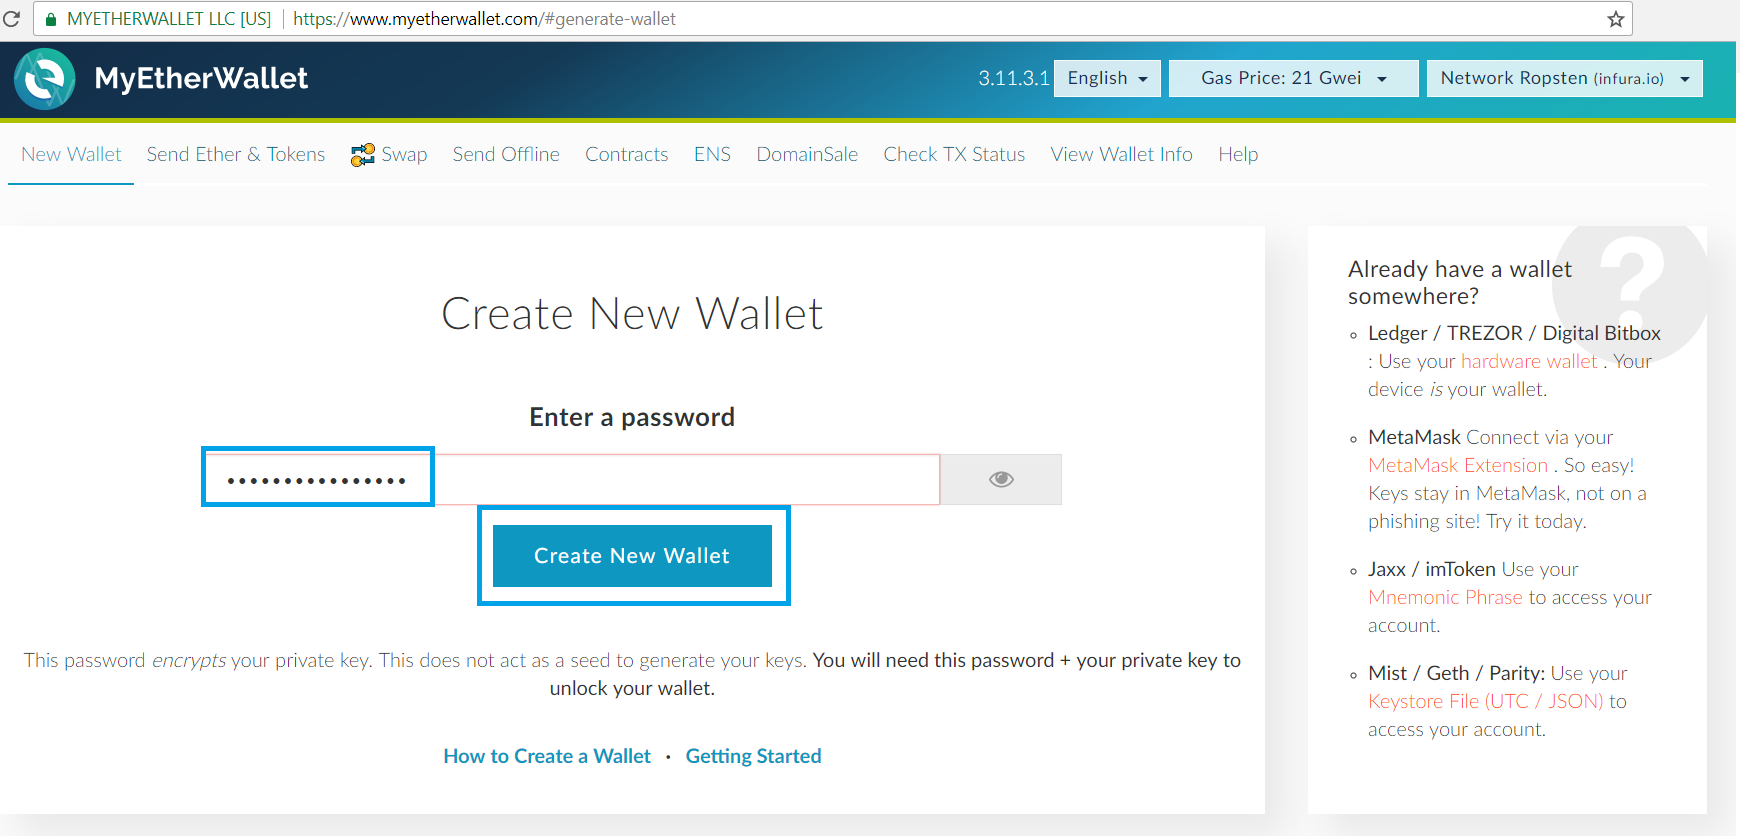 MYETHERWALLET LLC [US] https://www.myetherwallet.com/#generate-wallet
MyEtherWallet
3.11.3.1 English Gas Price: 21 Gwei Network Ropsten (infura.io)
New Wallet Send Ether & Tokens Swap Send Offline Contracts ENS DomainSale Check TX Status View Wallet Info Help
Create New Wallet
Enter a password
••••••••••••••••
Create New Wallet
This password encrypts your private key. This does not act as a seed to generate your keys. You will need this password + your private key to
unlock your wallet.
How to Create a Wallet · Getting Started
?
Already have a wallet
somewhere?
Ledger / TREZOR / Digital Bitbox
: Use your hardware wallet . Your
device is your wallet.
MetaMask Connect via your
MetaMask Extension . So easy!
Keys stay in MetaMask, not on a
phishing site! Try it today.
Jaxx / imToken Use your
Mnemonic Phrase to access your
account.
Mist / Geth / Parity: Use your
Keystore File (UTC / JSON) to
access your account.